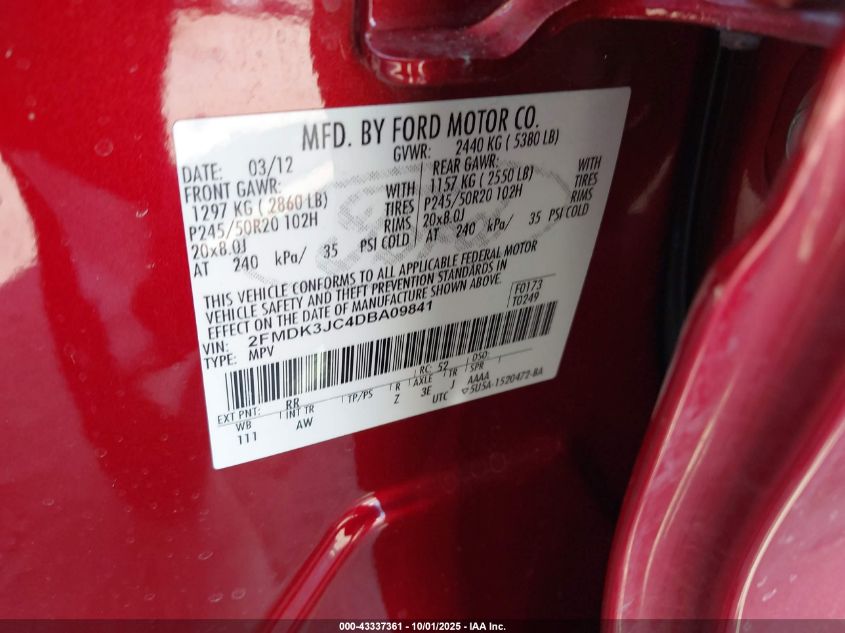 MFD. BY FORD MOTOR CO.
DATE: 03/12 GVWR: 2440 KG ( 5380 LB)
FRONT GAWR: REAR GAWR:
1297 KG ( 2860 LB) WITH 1157 KG ( 2550 LB) WITH
P245/50R20 102H TIRES P245/50R20 102H TIRES
20x8.0J RIMS 20x8.0J RIMS
AT 240 kPa/ 35 PSI COLD AT 240 kPa/ 35 PSI COLD
THIS VEHICLE CONFORMS TO ALL APPLICABLE FEDERAL MOTOR
VEHICLE SAFETY AND THEFT PREVENTION STANDARDS IN
EFFECT ON THE DATE OF MANUFACTURE SHOWN ABOVE.
F0173
T0249
VIN: 2FMDK3JC4DBA09841
TYPE: MPV
EXT PNT: RR RC: 52 DSO:
WB INT TR TP/PS R AXLE TR SPR
111 AW Z 3E J AAAA
UTC ▽5U5A-1520472-BA
000-43337361 - 10/01/2025 - IAA Inc.